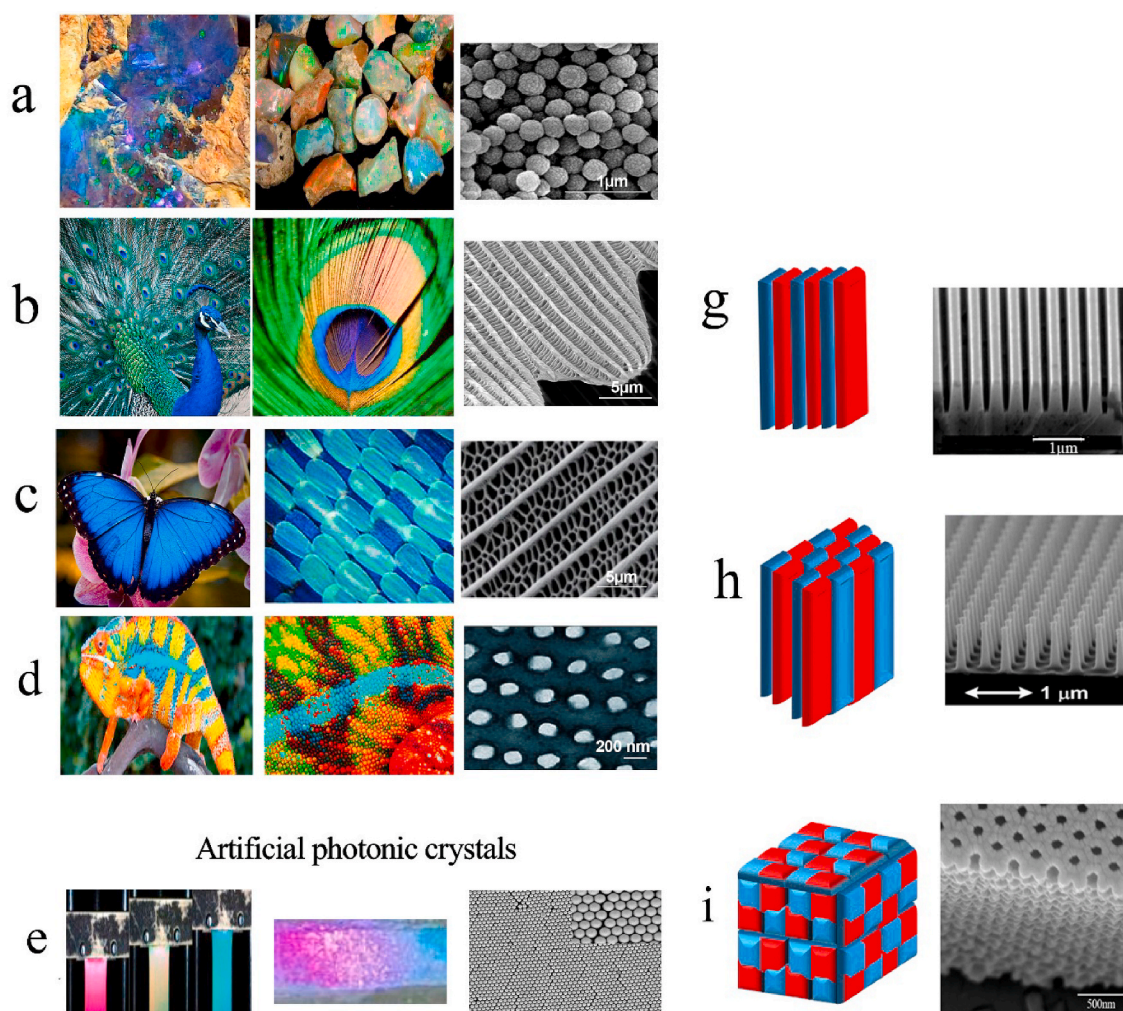 a
1μm
b
5μm
c
5μm
d
200 nm
Artificial photonic crystals
e
g
1μm
h
1 μm
i
500nm